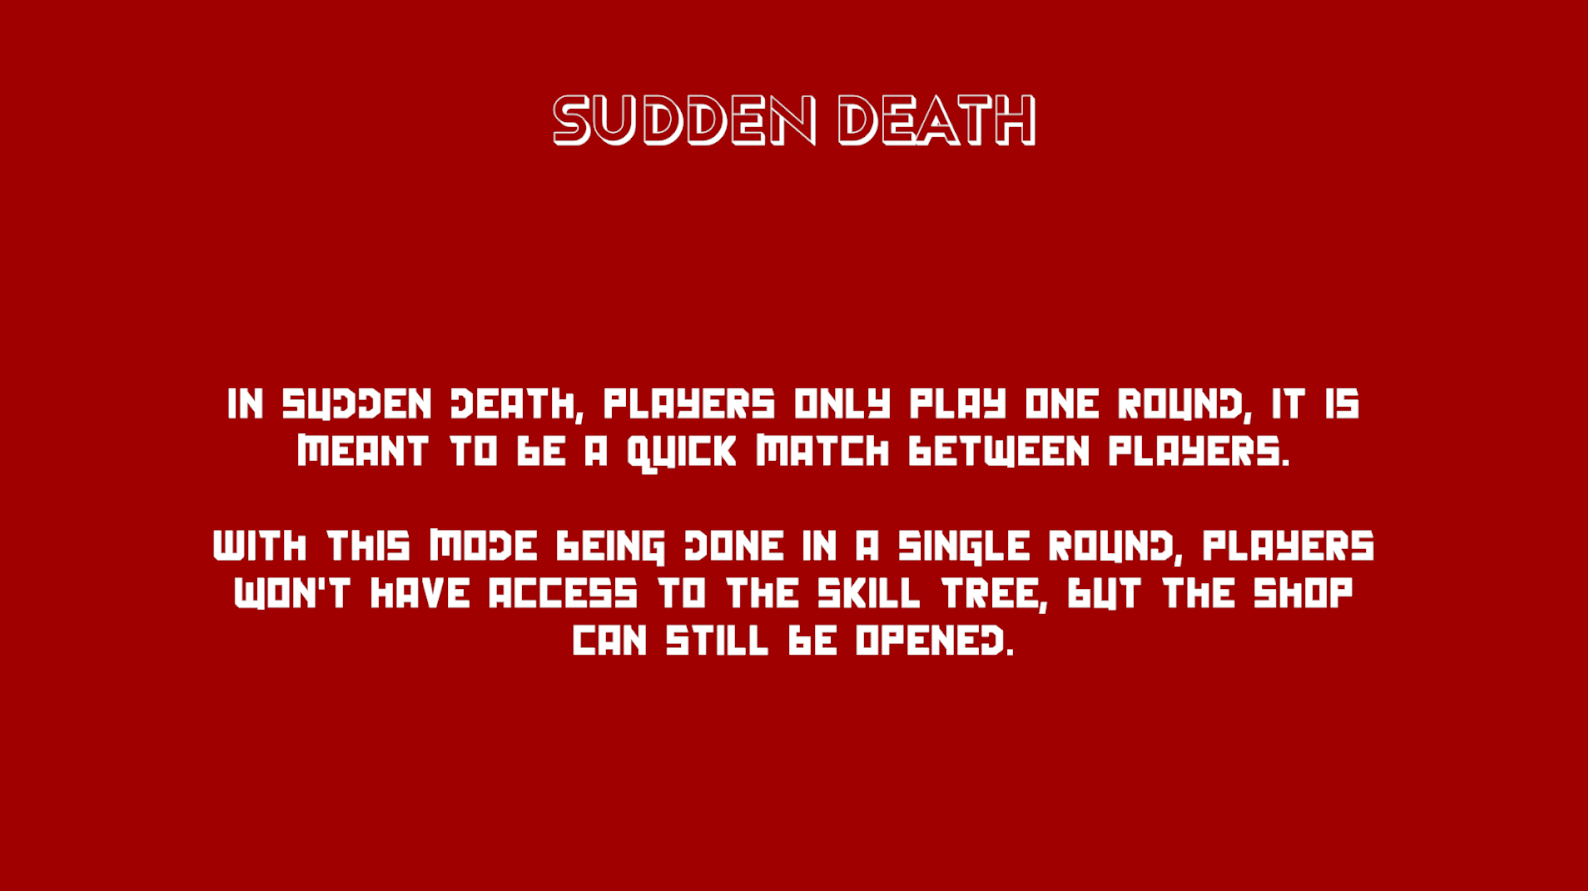 SUDDEN DEATH
IN SUDDEN DEATH, PLAYERS ONLY PLAY ONE ROUND, IT IS
MEANT TO BE A QUICK MATCH BETWEEN PLAYERS.
WITH THIS MODE BEING DONE IN A SINGLE ROUND, PLAYERS
WON'T HAVE ACCESS TO THE SKILL TREE, BUT THE SHOP
CAN STILL BE OPENED.